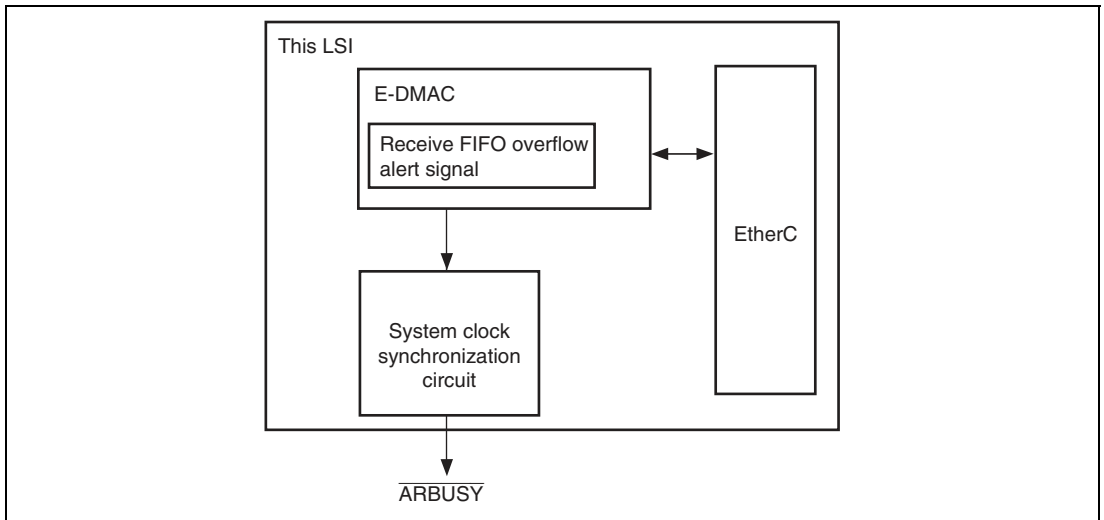 This LSI
E-DMAC
Receive FIFO overflow
alert signal
EtherC
System clock
synchronization
circuit
ARBUSY